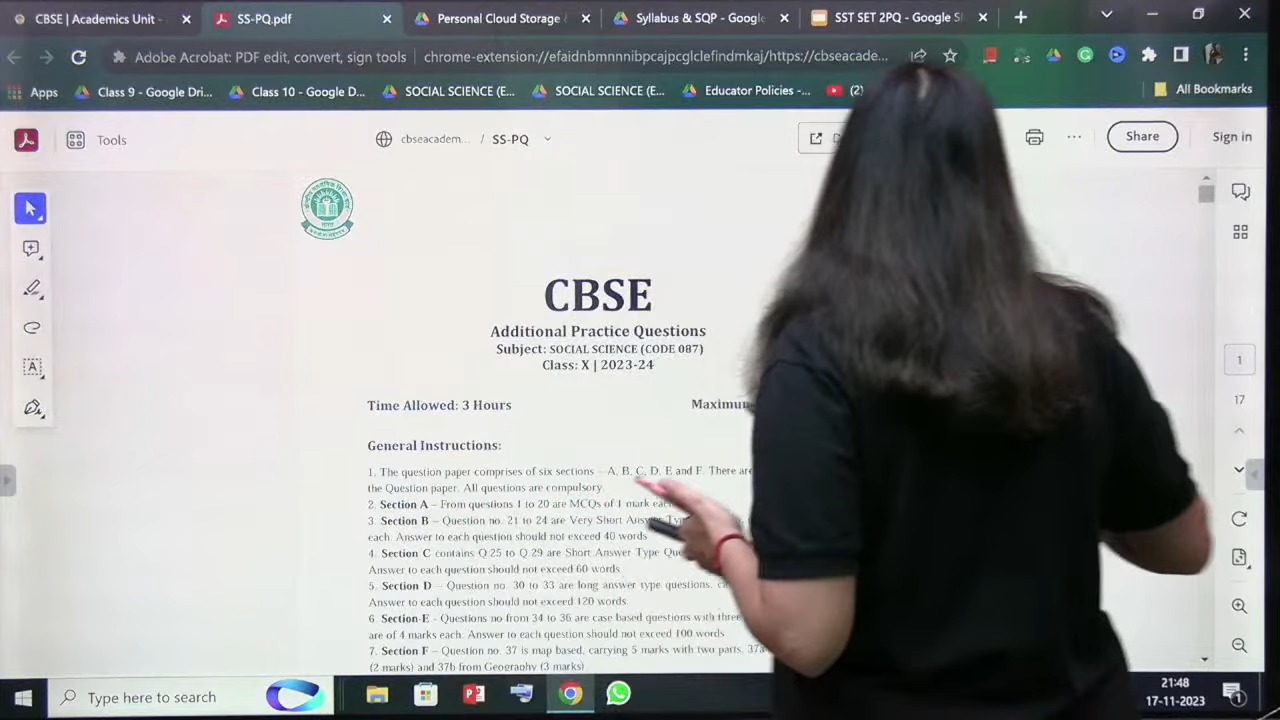 CBSE | Academics Unit -
SS-PQ.pdf
Personal Cloud Storage
Syllabus & SQP - Google
SST SET 2PQ - Google S
Adobe Acrobat: PDF edit, convert, sign tools
chrome-extension://efaidnbmnnnibpcajpcglclefindmkaj/https://cbseacade...
Apps
Class 9 - Google Dri...
Class 10 - Google D...
SOCIAL SCIENCE (E...
SOCIAL SCIENCE (E...
Educator Policies -...
(2)
All Bookmarks
Tools
cbseacadem... / SS-PQ
Share
Sign in
CBSE
Additional Practice Questions
Subject: SOCIAL SCIENCE (CODE 087)
Class: X | 2023-24
Time Allowed: 3 Hours
General Instructions:
1. The question paper comprises of six sections – A, B, C, D, E and F. There are
the Question paper. All questions are compulsory.
2. Section A – From questions 1 to 20 are MCQs of 1 mark
3. Section B – Question no. 21 to 24 are Very Short Answer
each. Answer to each question should not exceed 40 words
4. Section C contains Q 25 to Q 29 are Short Answer Type
Answer to each question should not exceed 60 words
5. Section D – Question no. 30 to 33 are long answer type questions,
Answer to each question should not exceed 120 words
6. Section-E - Questions no from 34 to 36 are case based questions with three
are of 4 marks each. Answer to each question should not exceed 100 words
7. Section F – Question no. 37 is map based, carrying 5 marks with two parts,
(2 marks) and 37b from Geography (3 marks)
1
17
Type here to search
21:48
17-11-2023
1